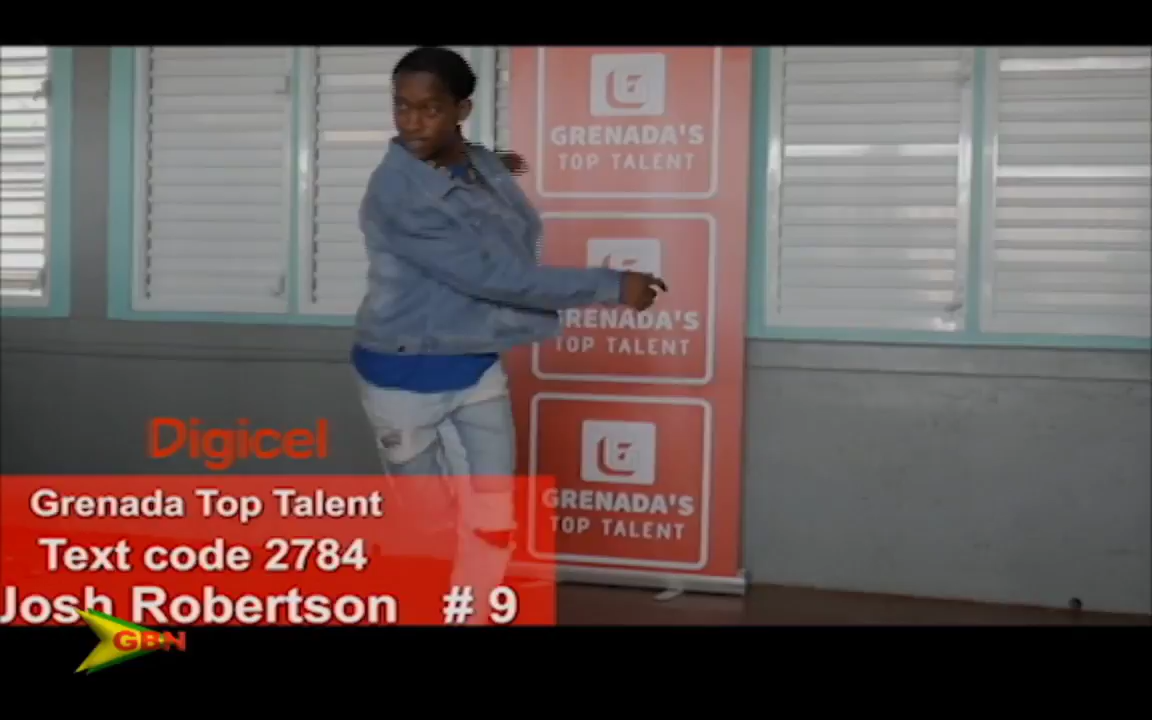 GRENADA'S
TOP TALENT
GRENADA'S
TOP TALENT
GRENADA'S
TOP TALENT
Digicel
Grenada Top Talent
Text code 2784
Josh Robertson # 9
GBN